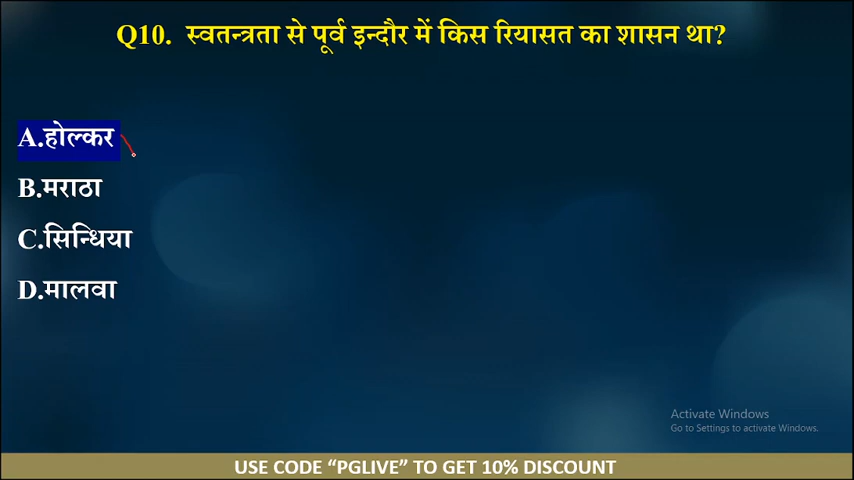 Q10. स्वतन्त्रता से पूर्व इन्दौर में किस रियासत का शासन था?
A.होल्कर
B.मराठा
C.सिन्धिया
D.मालवा
Activate Windows
Go to Settings to activate Windows.
USE CODE “PGLIVE” TO GET 10% DISCOUNT